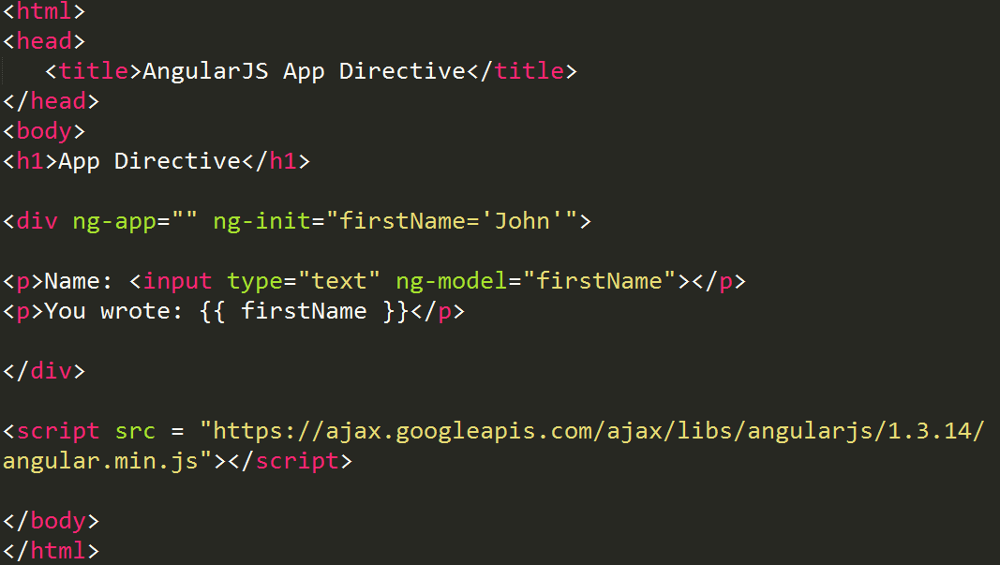 <html>
<head>
   <title>AngularJS App Directive</title>
</head>
<body>
<h1>App Directive</h1>

<div ng-app="" ng-init="firstName='John'">

<p>Name: <input type="text" ng-model="firstName"></p>
<p>You wrote: {{ firstName }}</p>

</div>

<script src = "https://ajax.googleapis.com/ajax/libs/angularjs/1.3.14/
angular.min.js"></script>

</body>
</html>